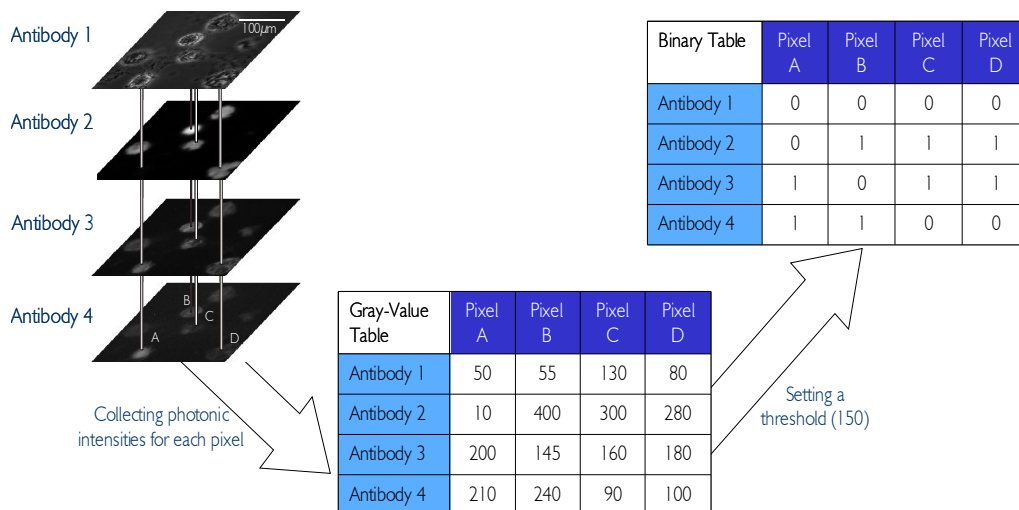 Antibody 1
100µm
Antibody 2
Antibody 3
Antibody 4
A
B
C
D
Collecting photonic
intensities for each pixel
Gray-Value Table	Pixel A	Pixel B	Pixel C	Pixel D
Antibody 1	50	55	130	80
Antibody 2	10	400	300	280
Antibody 3	200	145	160	180
Antibody 4	210	240	90	100
Setting a
threshold (150)
Binary Table	Pixel A	Pixel B	Pixel C	Pixel D
Antibody 1	0	0	0	0
Antibody 2	0	1	1	1
Antibody 3	1	0	1	1
Antibody 4	1	1	0	0